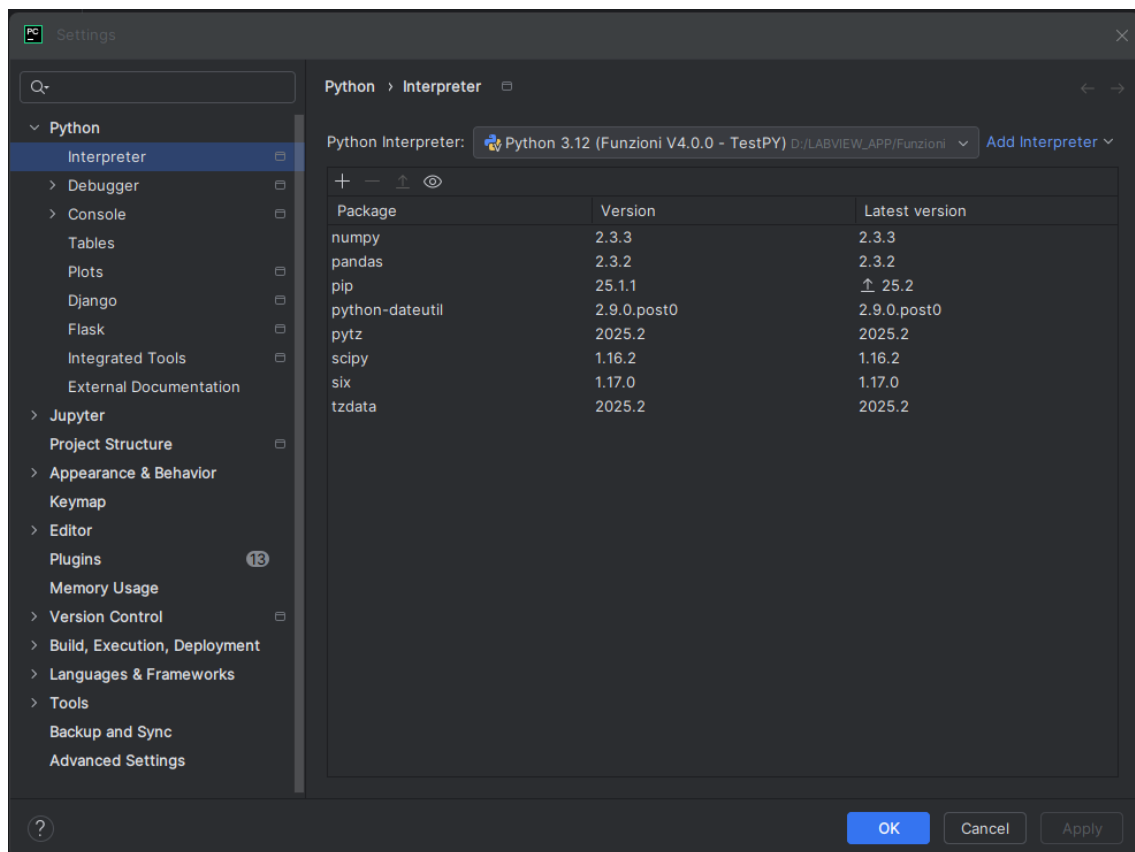 PC
Settings
Python › Interpreter
Python
Interpreter
Debugger
Console
Tables
Plots
Django
Flask
Integrated Tools
External Documentation
Jupyter
Project Structure
Appearance & Behavior
Keymap
Editor
Plugins 13
Memory Usage
Version Control
Build, Execution, Deployment
Languages & Frameworks
Tools
Backup and Sync
Advanced Settings
Python Interpreter: Python 3.12 (Funzioni V4.0.0 - TestPY) D:/LABVIEW_APP/Funzioni Add Interpreter
Package Version Latest version
numpy 2.3.3 2.3.3
pandas 2.3.2 2.3.2
pip 25.1.1 25.2
python-dateutil 2.9.0.post0 2.9.0.post0
pytz 2025.2 2025.2
scipy 1.16.2 1.16.2
six 1.17.0 1.17.0
tzdata 2025.2 2025.2
? OK Cancel Apply